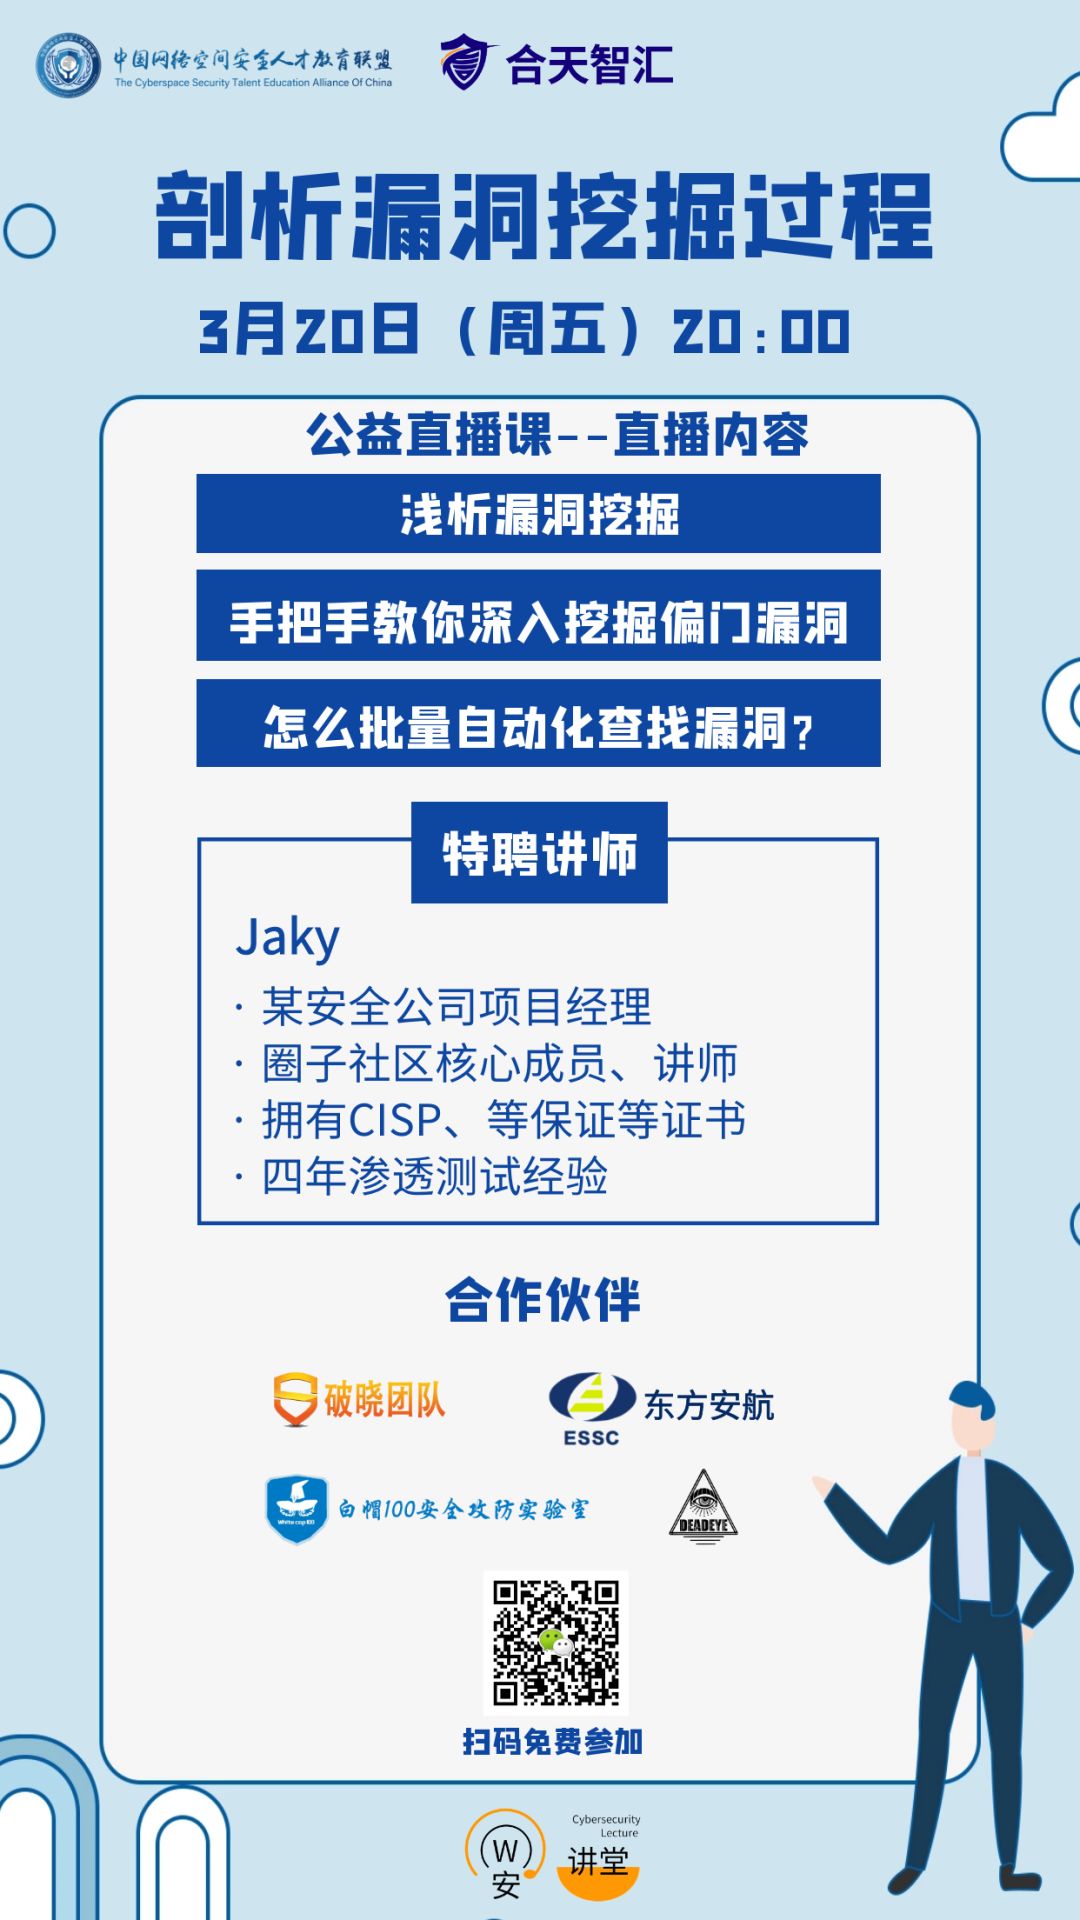 中国网络空间安全人才教育联盟
The Cyberspace Security Talent Education Alliance Of China
合天智汇
剖析漏洞挖掘过程
3月20日（周五）20:00
公益直播课--直播内容
浅析漏洞挖掘
手把手教你深入挖掘偏门漏洞
怎么批量自动化查找漏洞?
特聘讲师
Jaky
· 某安全公司项目经理
· 圈子社区核心成员、讲师
· 拥有CISP、等保证等证书
· 四年渗透测试经验
合作伙伴
破晓团队
ESSC
东方安航
White cap 100
白帽100安全攻防实验室
DEADEYE
扫码免费参加
W
安
Cybersecurity
Lecture
讲堂